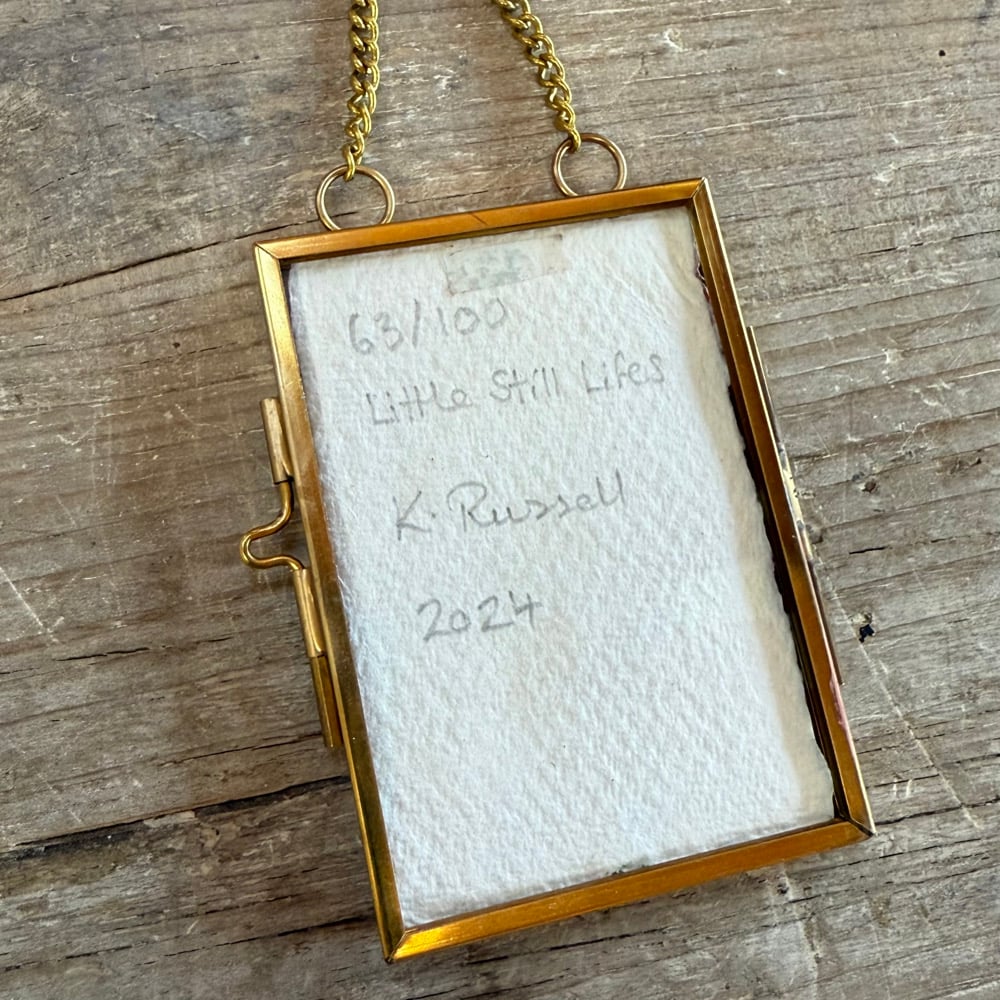 63/100
Little Still Lifes
K. Russell
2024